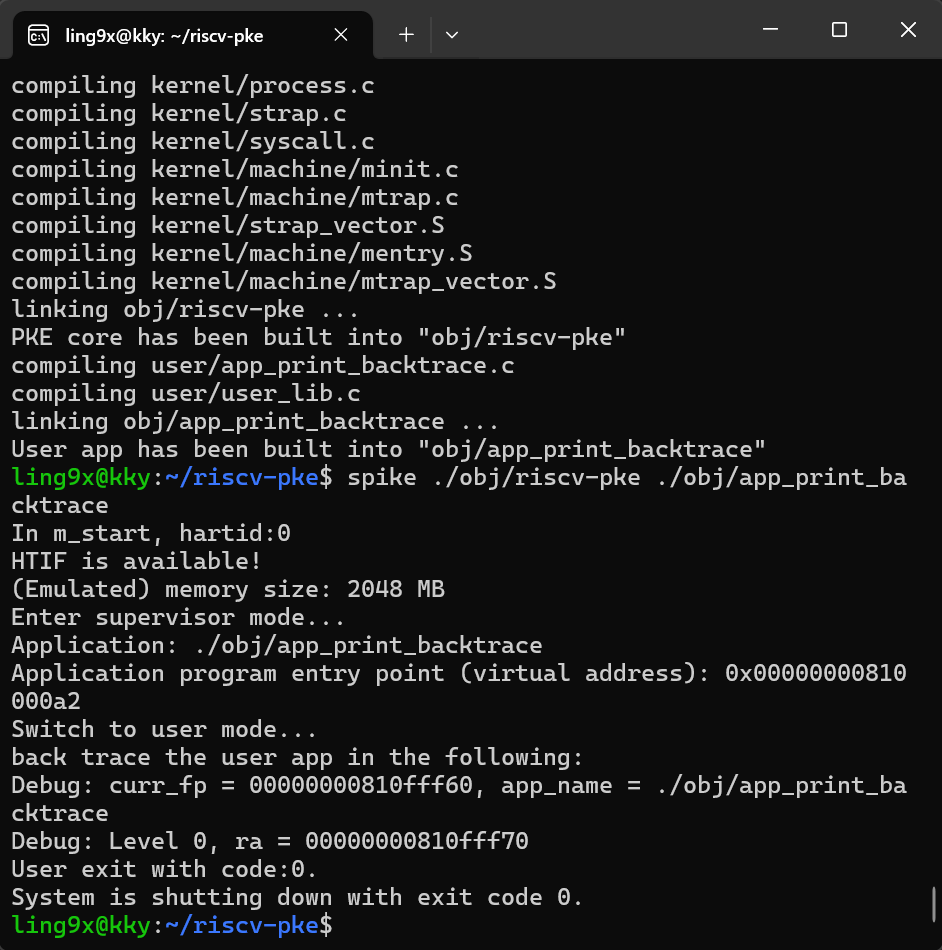 ling9x@kky: ~/riscv-pke
compiling kernel/process.c
compiling kernel/strap.c
compiling kernel/syscall.c
compiling kernel/machine/minit.c
compiling kernel/machine/mtrap.c
compiling kernel/strap_vector.S
compiling kernel/machine/mentry.S
compiling kernel/machine/mtrap_vector.S
linking obj/riscv-pke ...
PKE core has been built into "obj/riscv-pke"
compiling user/app_print_backtrace.c
compiling user/user_lib.c
linking obj/app_print_backtrace ...
User app has been built into "obj/app_print_backtrace"
ling9x@kky:~/riscv-pke$ spike ./obj/riscv-pke ./obj/app_print_ba
cktrace
In m_start, hartid:0
HTIF is available!
(Emulated) memory size: 2048 MB
Enter supervisor mode...
Application: ./obj/app_print_backtrace
Application program entry point (virtual address): 0x00000000810
000a2
Switch to user mode...
back trace the user app in the following:
Debug: curr_fp = 00000000810fff60, app_name = ./obj/app_print_ba
cktrace
Debug: Level 0, ra = 00000000810fff70
User exit with code:0.
System is shutting down with exit code 0.
ling9x@kky:~/riscv-pke$